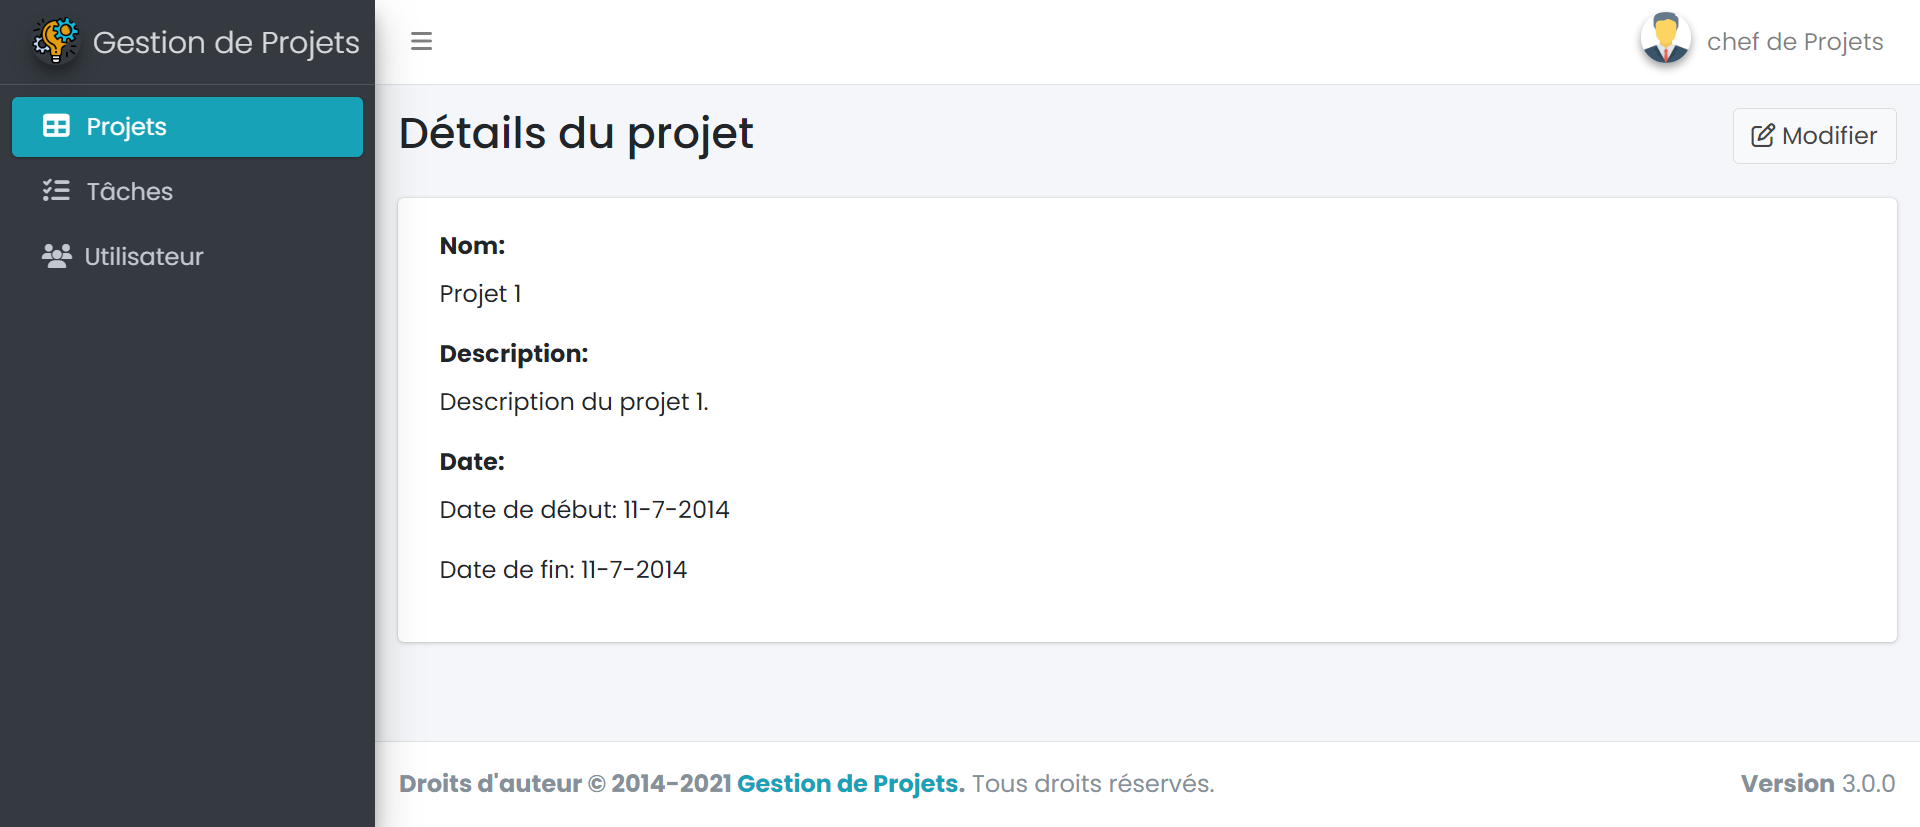 Gestion de Projets
chef de Projets
Projets
Tâches
Utilisateur
Détails du projet
Modifier
Nom:
Projet 1
Description:
Description du projet 1.
Date:
Date de début: 11-7-2014
Date de fin: 11-7-2014
Droits d'auteur © 2014-2021 Gestion de Projets. Tous droits réservés.
Version 3.0.0